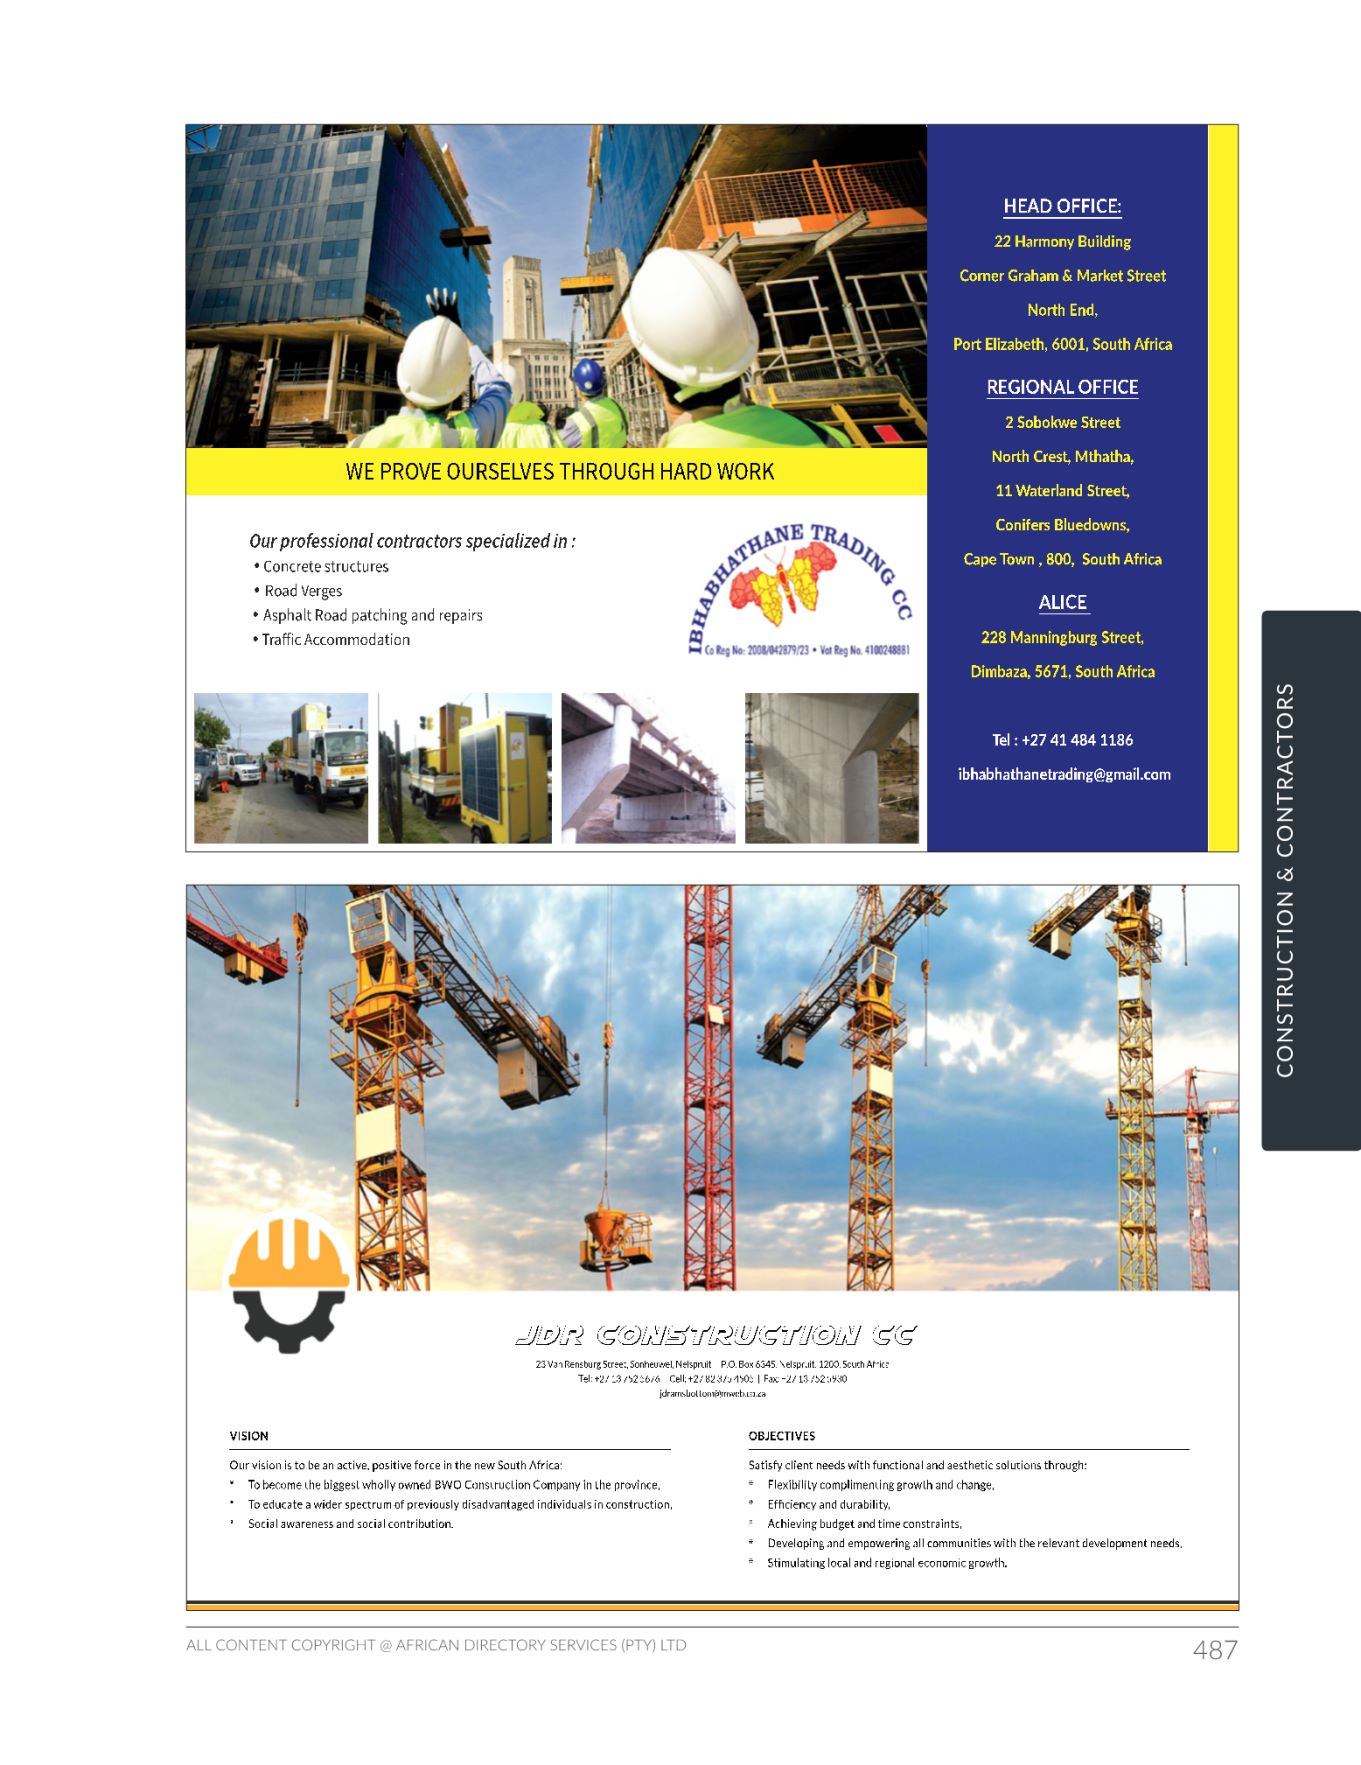 HEAD OFFICE:
22 Harmony Building
Corner Graham & Market Street
North End,
Port Elizabeth, 6001, South Africa
REGIONAL OFFICE
2 Sobokwe Street
North Crest, Mthatha,
11 Waterland Street,
Conifers Bluedowns,
Cape Town , 800, South Africa
ALICE
228 Manningburg Street,
Dimbaza, 5671, South Africa
Tel : +27 41 484 1186
ibhabhathanetrading@gmail.com
WE PROVE OURSELVES THROUGH HARD WORK
Our professional contractors specialized in :
• Concrete structures
• Road Verges
• Asphalt Road patching and repairs
• Traffic Accommodation
IBHABHATHANE TRADING CC
Co Reg No: 2008/042879/23 • Vat Reg No. 4100248881
CONSTRUCTION & CONTRACTORS
JDR CONSTRUCTION CC
23 Van Rensburg Street, Sonheuwel, Nelspruit P.O. Box 6345, Nelspruit, 1200, South Africa
Tel: +27 13 752 5676 Cell: +27 82 375 4505 | Fax: +27 13 752 5930
jdramsbottom@mweb.co.za
VISION
Our vision is to be an active, positive force in the new South Africa:
* To become the biggest wholly owned BWO Construction Company in the province,
* To educate a wider spectrum of previously disadvantaged individuals in construction,
* Social awareness and social contribution.
OBJECTIVES
Satisfy client needs with functional and aesthetic solutions through:
* Flexibility complimenting growth and change,
* Efficiency and durability,
* Achieving budget and time constraints,
* Developing and empowering all communities with the relevant development needs,
* Stimulating local and regional economic growth.
ALL CONTENT COPYRIGHT @ AFRICAN DIRECTORY SERVICES (PTY) LTD
487